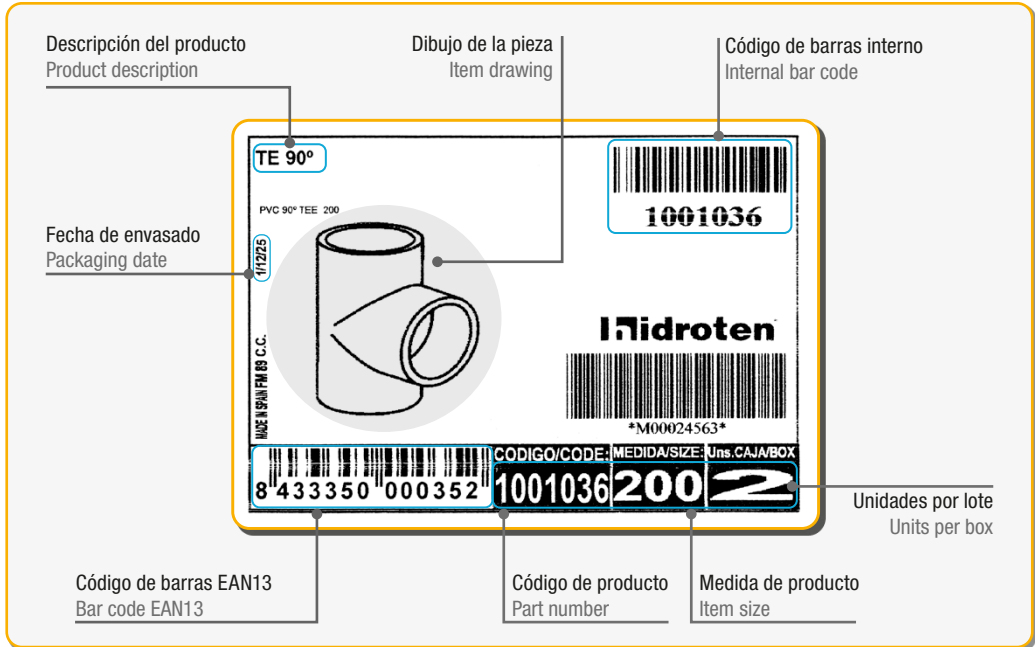 Descripción del producto
Product description
Dibujo de la pieza
Item drawing
Código de barras interno
Internal bar code
TE 90º
PVC 90º TEE 200
1001036
Fecha de envasado
Packaging date
1/12/25
MADE IN SPAIN FM 89 C.C.
hidroten
*M00024563*
CODIGO/CODE: MEDIDA/SIZE: Uns.CAJA/BOX
8 433350 000352
1001036 200 2
Unidades por lote
Units per box
Código de barras EAN13
Bar code EAN13
Código de producto
Part number
Medida de producto
Item size